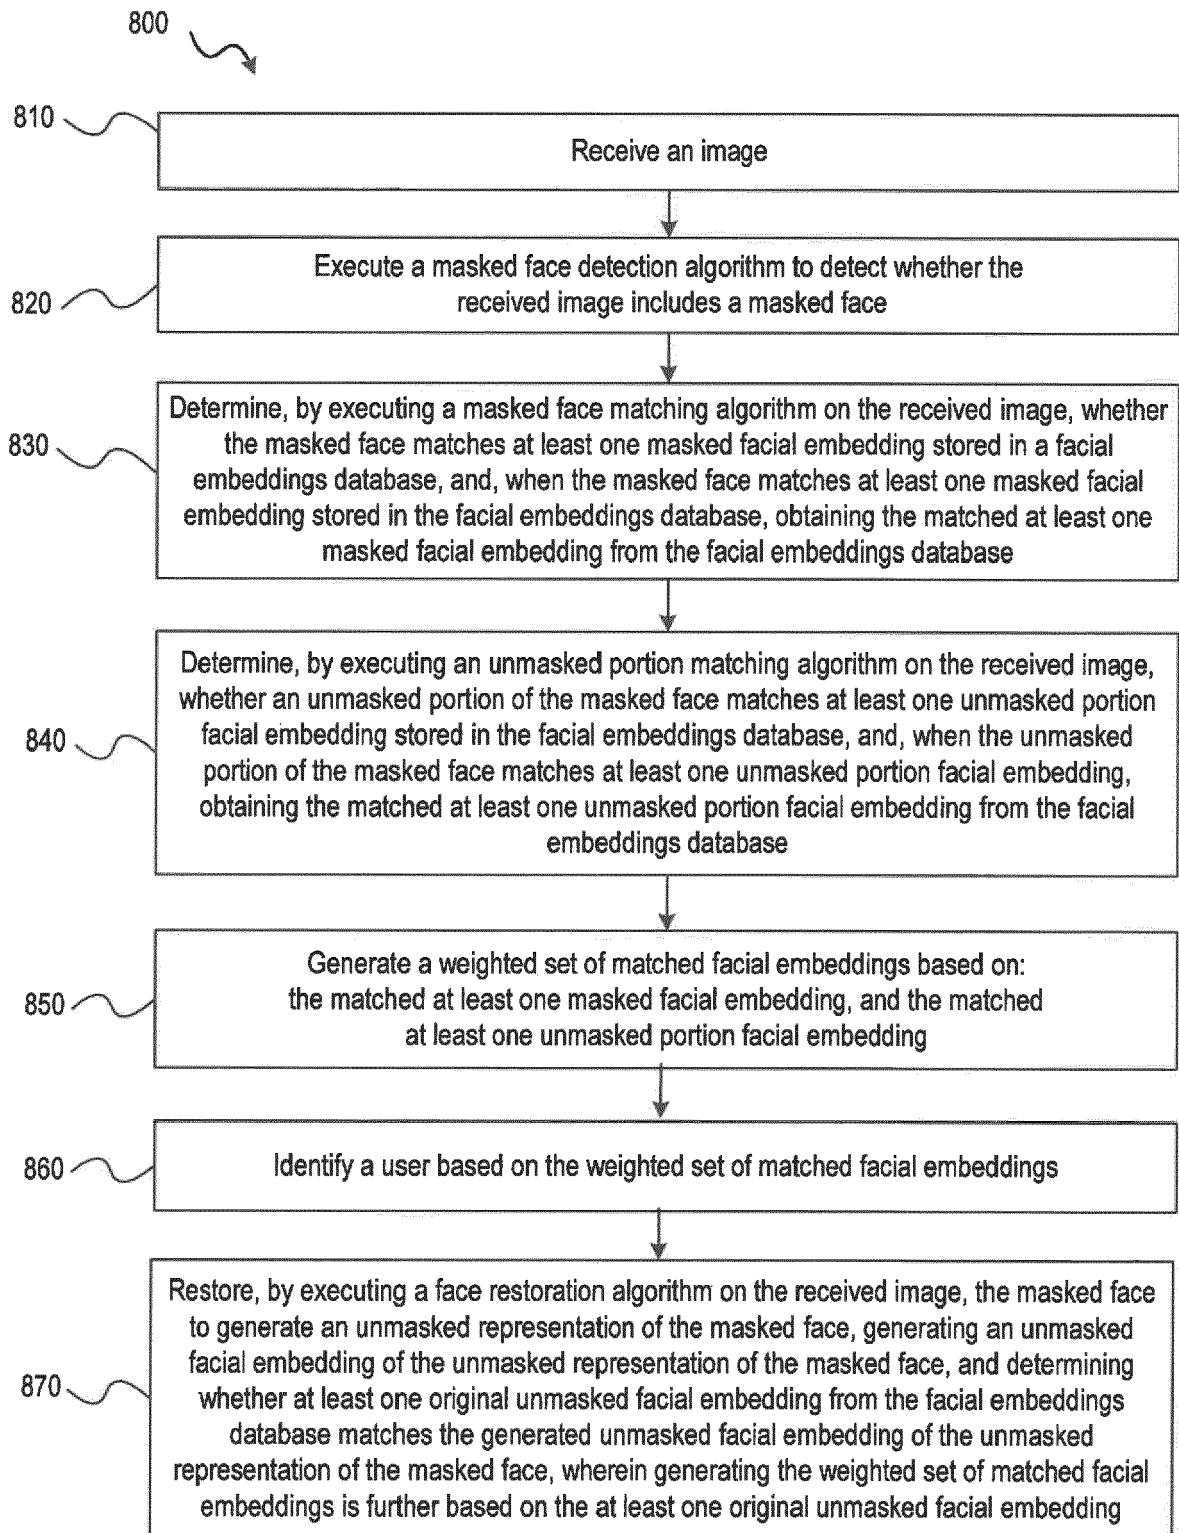 800
810
Receive an image
820
Execute a masked face detection algorithm to detect whether the
received image includes a masked face
830
Determine, by executing a masked face matching algorithm on the received image, whether
the masked face matches at least one masked facial embedding stored in a facial
embeddings database, and, when the masked face matches at least one masked facial
embedding stored in the facial embeddings database, obtaining the matched at least one
masked facial embedding from the facial embeddings database
840
Determine, by executing an unmasked portion matching algorithm on the received image,
whether an unmasked portion of the masked face matches at least one unmasked portion
facial embedding stored in the facial embeddings database, and, when the unmasked
portion of the masked face matches at least one unmasked portion facial embedding,
obtaining the matched at least one unmasked portion facial embedding from the facial
embeddings database
850
Generate a weighted set of matched facial embeddings based on:
the matched at least one masked facial embedding, and the matched
at least one unmasked portion facial embedding
860
Identify a user based on the weighted set of matched facial embeddings
870
Restore, by executing a face restoration algorithm on the received image, the masked face
to generate an unmasked representation of the masked face, generating an unmasked
facial embedding of the unmasked representation of the masked face, and determining
whether at least one original unmasked facial embedding from the facial embeddings
database matches the generated unmasked facial embedding of the unmasked
representation of the masked face, wherein generating the weighted set of matched facial
embeddings is further based on the at least one original unmasked facial embedding